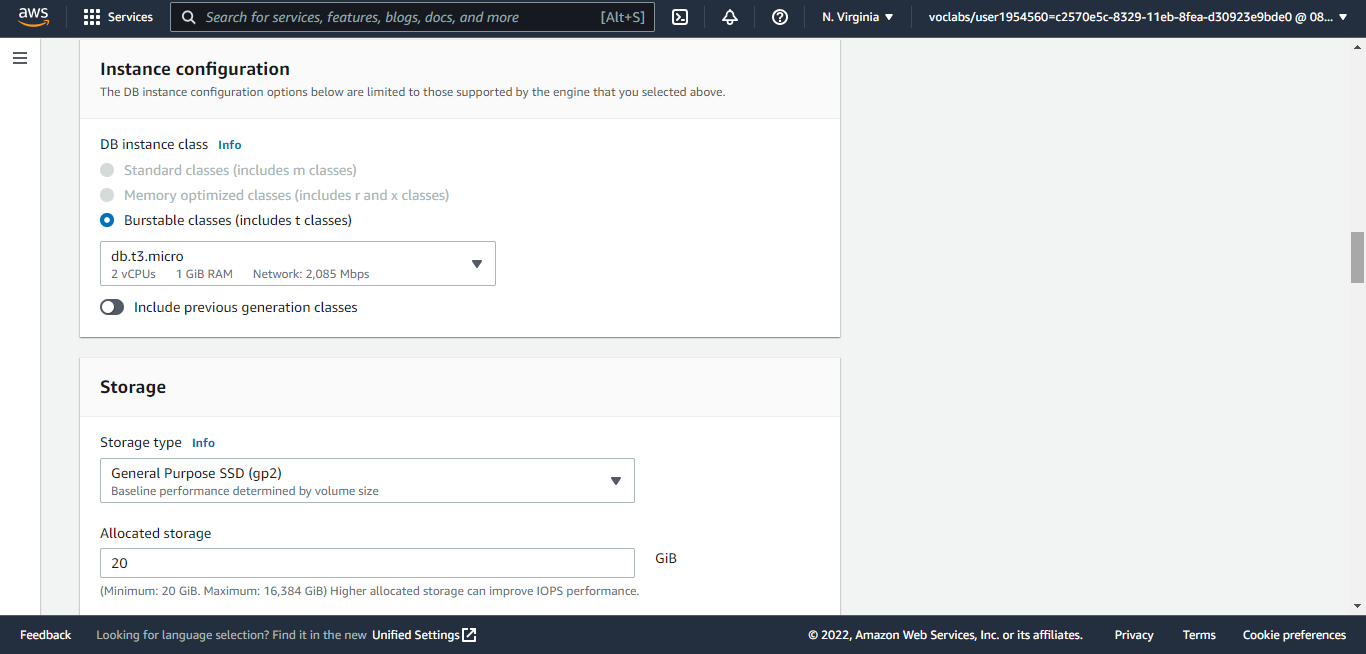 aws
Services
Search for services, features, blogs, docs, and more [Alt+S]
N. Virginia
voclabs/user1954560=c2570e5c-8329-11eb-8fea-d30923e9bde0 @ 08...
Instance configuration
The DB instance configuration options below are limited to those supported by the engine that you selected above.
DB instance class Info
Standard classes (includes m classes)
Memory optimized classes (includes r and x classes)
Burstable classes (includes t classes)
db.t3.micro
2 vCPUs 1 GiB RAM Network: 2,085 Mbps
Include previous generation classes
Storage
Storage type Info
General Purpose SSD (gp2)
Baseline performance determined by volume size
Allocated storage
20 GiB
(Minimum: 20 GiB. Maximum: 16,384 GiB) Higher allocated storage can improve IOPS performance.
Feedback Looking for language selection? Find it in the new Unified Settings © 2022, Amazon Web Services, Inc. or its affiliates. Privacy Terms Cookie preferences